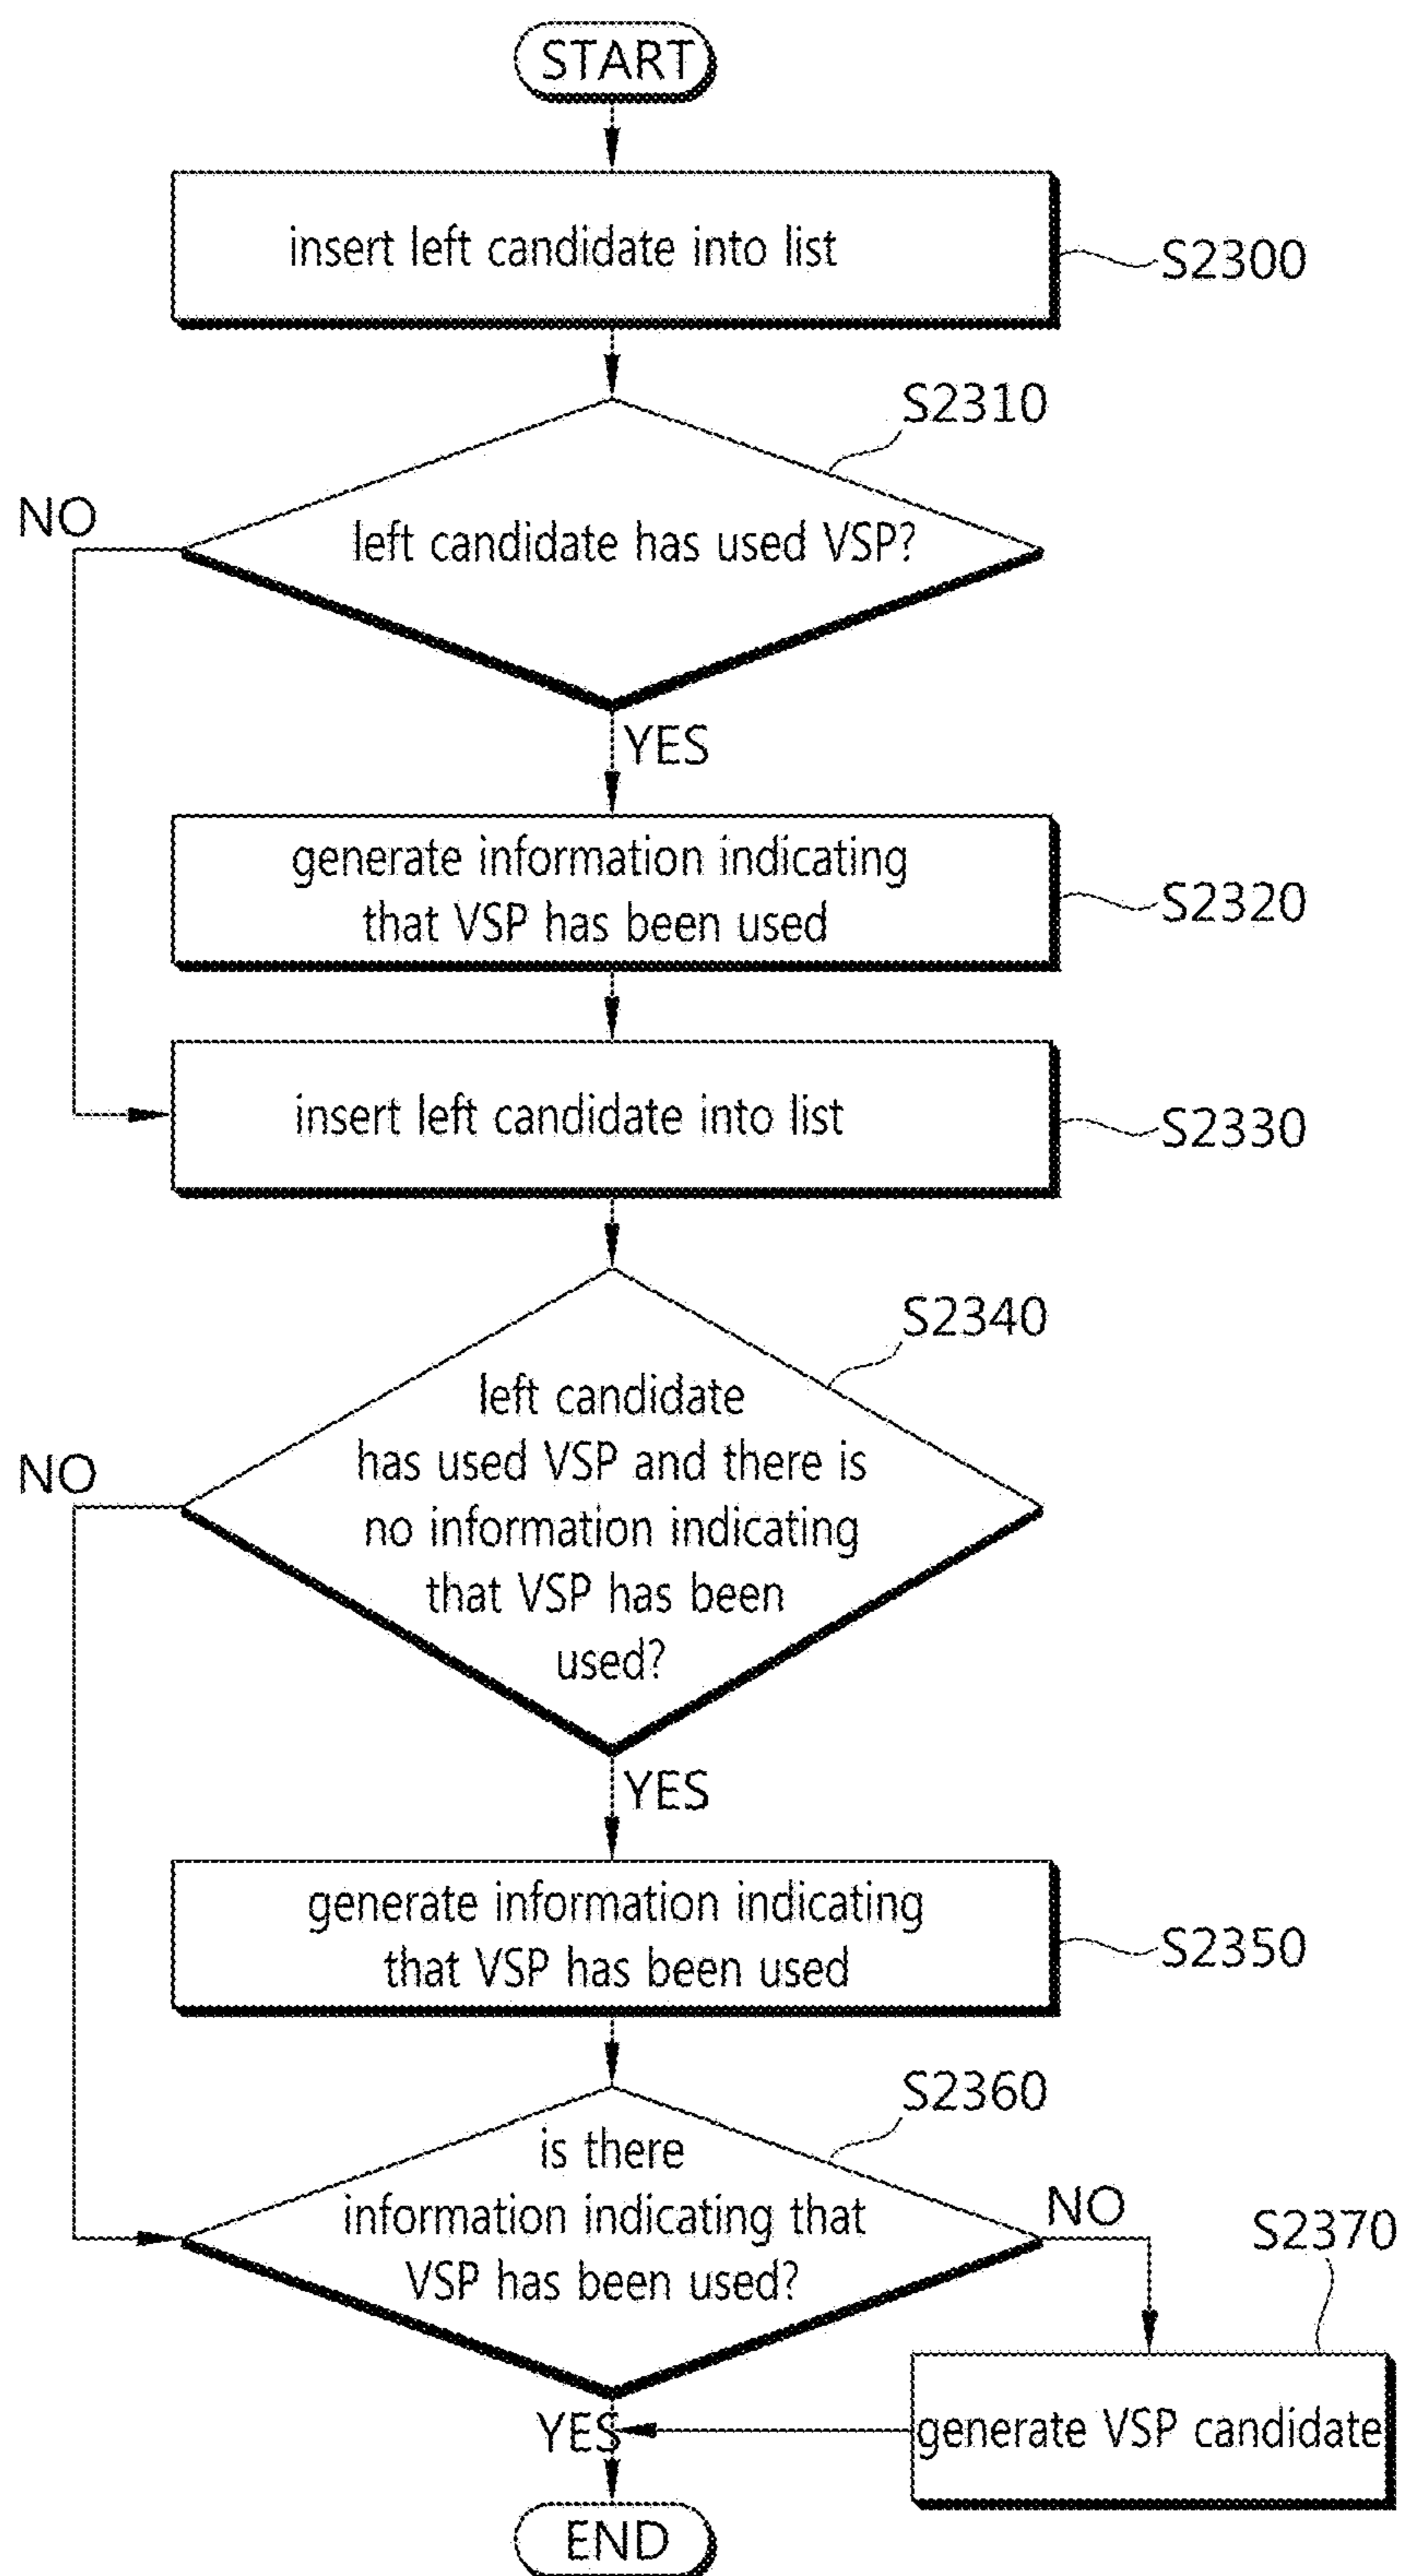 START
insert left candidate into list
S2300
S2310
NO
left candidate has used VSP?
YES
generate information indicating
that VSP has been used
S2320
insert left candidate into list
S2330
S2340
left candidate
has used VSP and there is
no information indicating
that VSP has been
used?
NO
YES
generate information indicating
that VSP has been used
S2350
S2360
is there
information indicating that
VSP has been used?
NO
S2370
generate VSP candidate
YES
END